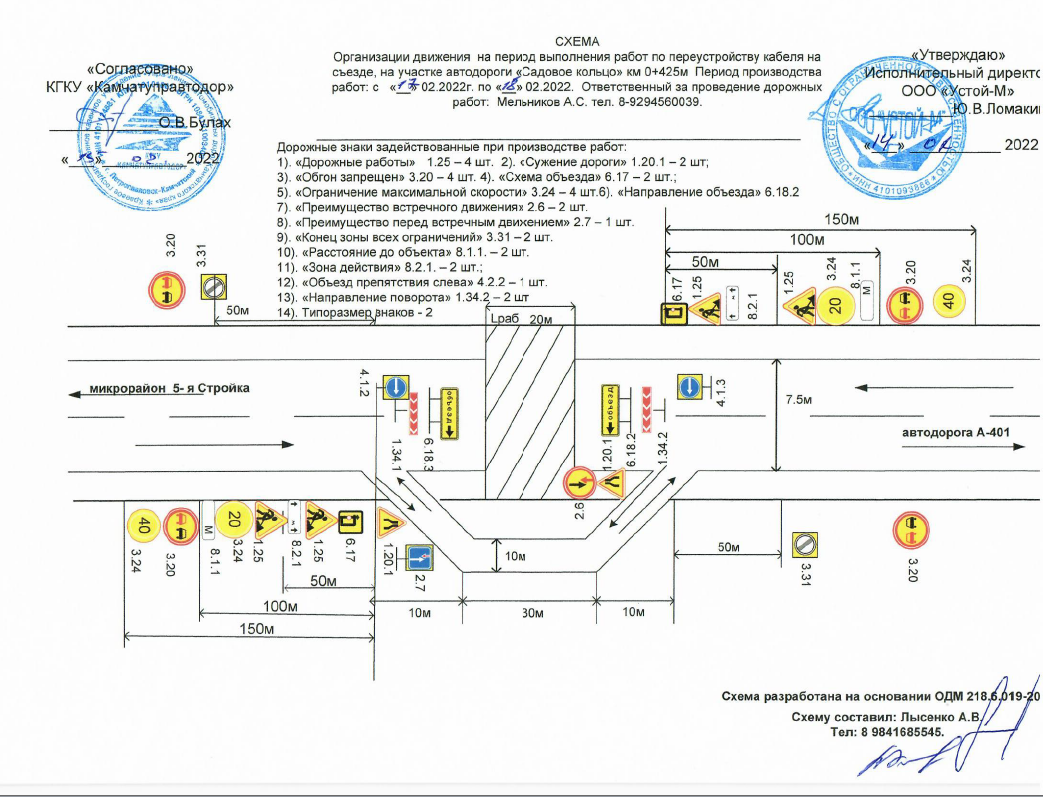 СХЕМА
Организации движения на период выполнения работ по переустройству кабеля на
съезде, на участке автодороги «Садовое кольцо» км 0+425м Период производства
работ: с «17» 02.2022г. по «18» 02.2022. Ответственный за проведение дорожных
работ: Мельников А.С. тел. 8-9294560039.
«Согласовано»
КГКУ «Камчатуправтодор»
О.В.Булах
2022
«Утверждаю»
Исполнительный директо
ООО «Устой-М»
Ю.В.Ломаки
«14» 2022
Дорожные знаки задействованные при производстве работ:
1). «Дорожные работы» 1.25 – 4 шт. 2). «Сужение дороги» 1.20.1 – 2 шт;
3). «Обгон запрещен» 3.20 – 4 шт. 4). «Схема объезда» 6.17 – 2 шт.;
5). «Ограничение максимальной скорости» 3.24 – 4 шт.6). «Направление объезда» 6.18.2
7). «Преимущество встречного движения» 2.6 – 2 шт.
8). «Преимущество перед встречным движением» 2.7 – 1 шт.
9). «Конец зоны всех ограничений» 3.31 – 2 шт.
10). «Расстояние до объекта» 8.1.1. – 2 шт.
11). «Зона действия» 8.2.1. – 2 шт.;
12). «Объезд препятствия слева» 4.2.2 – 1 шт.
13). «Направление поворота» 1.34.2 – 2 шт
14). Типоразмер знаков - 2
150м
100м
50м
3.20
3.31
50м
6.17
1.25
8.2.1
1.25
3.24
20
8.1.1
М
3.20
40
3.24
Lраб 20м
микрорайон 5- я Стройка
4.1.2
объезд
1.34.1
6.18.3
объезд
1.20.1
6.18.2
1.34.2
4.1.3
7.5м
автодорога А-401
2.6
40
3.24
3.20
М
8.1.1
20
3.24
1.25
8.2.1
1.25
6.17
1.20.1
2.7
10м
50м
3.31
3.20
50м
100м
150м
10м
30м
10м
Схема разработана на основании ОДМ 218.6.019-20
Схему составил: Лысенко А.В.
Тел: 8 9841685545.